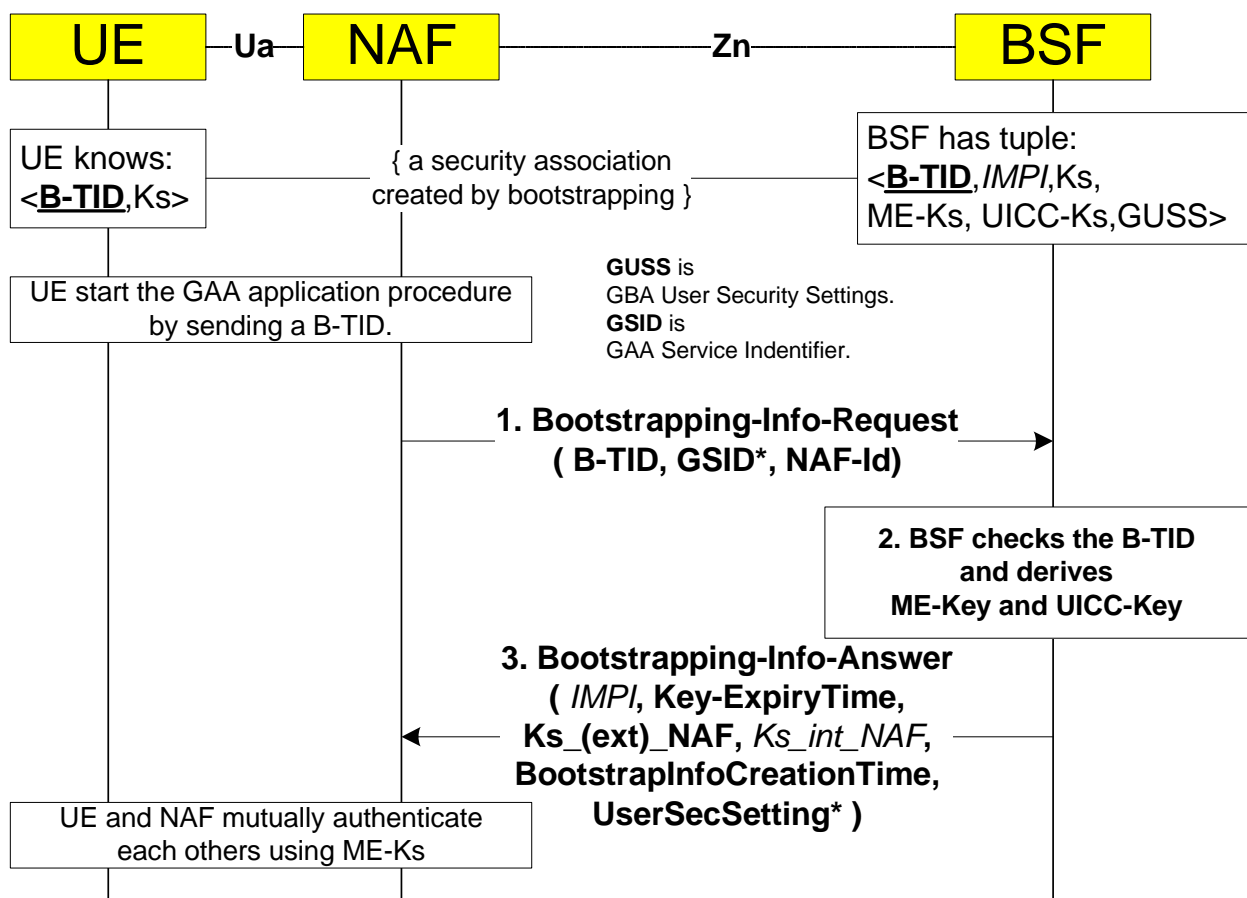 UE
Ua
NAF
Zn
BSF
UE knows:
<B-TID,Ks>
{ a security association
created by bootstrapping }
BSF has tuple:
<B-TID,IMPI,Ks,
ME-Ks, UICC-Ks,GUSS>
UE start the GAA application procedure
by sending a B-TID.
GUSS is
GBA User Security Settings.
GSID is
GAA Service Indentifier.
1. Bootstrapping-Info-Request
( B-TID, GSID*, NAF-Id)
2. BSF checks the B-TID
and derives
ME-Key and UICC-Key
3. Bootstrapping-Info-Answer
( IMPI, Key-ExpiryTime,
Ks_(ext)_NAF, Ks_int_NAF,
BootstrapInfoCreationTime,
UserSecSetting* )
UE and NAF mutually authenticate
each others using ME-Ks